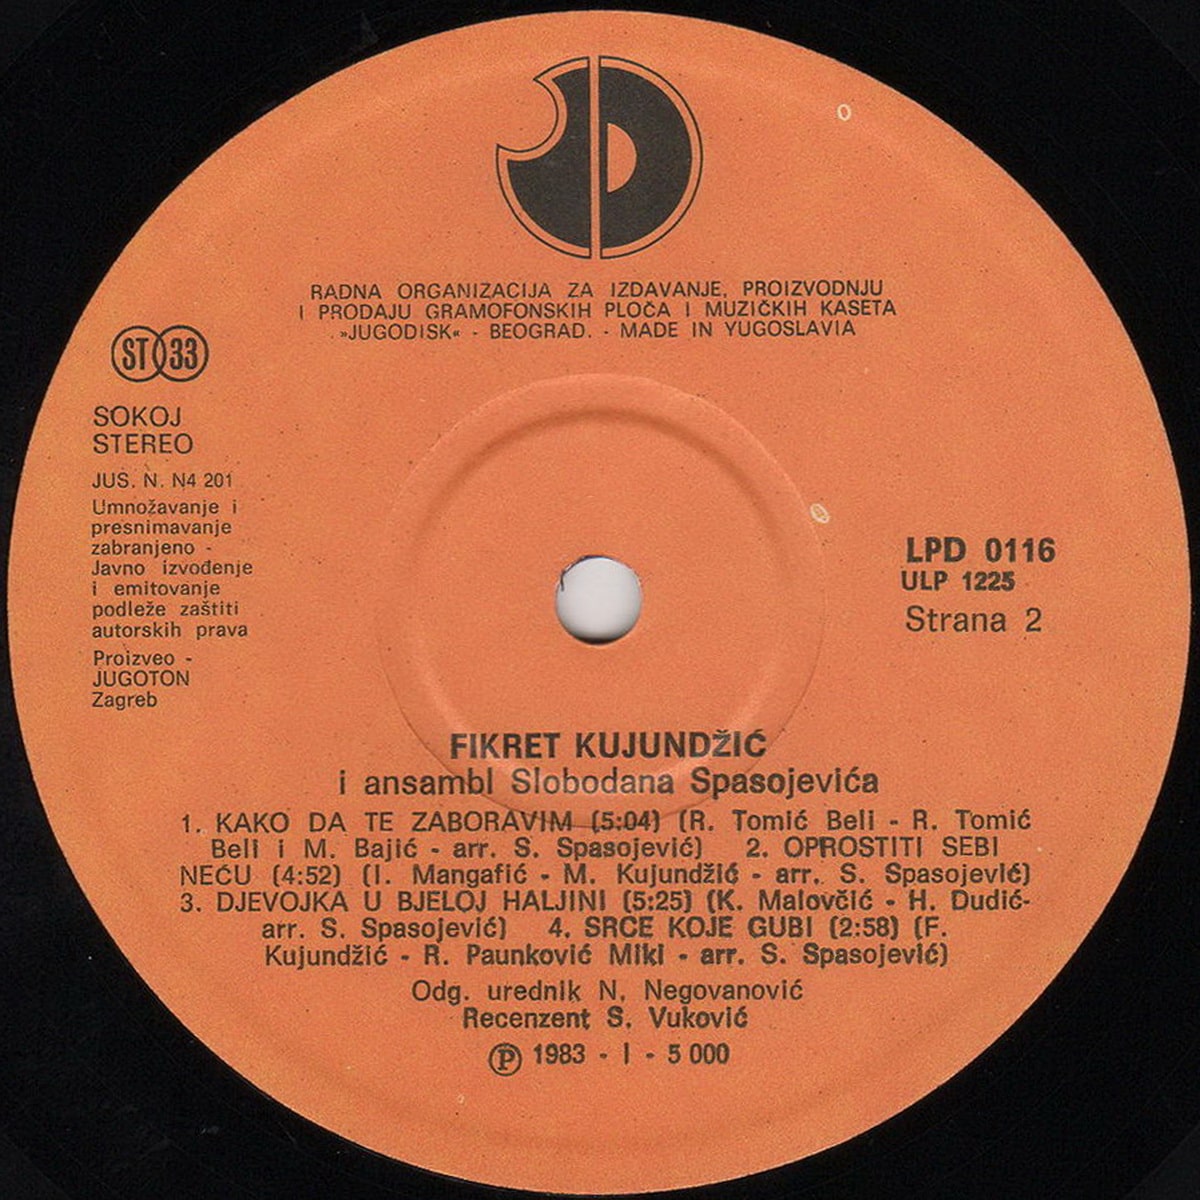 RADNA ORGANIZACIJA ZA IZDAVANJE, PROIZVODNJU
I PRODAJU GRAMOFONSKIH PLOČA I MUZIČKIH KASETA
»JUGODISK« - BEOGRAD. - MADE IN YUGOSLAVIA
ST 33
SOKOJ
STEREO
JUS. N. N4 201
Umnožavanje i
presnimavanje
zabranjeno -
Javno izvođenje
i emitovanje
podleže zaštiti
autorskih prava
Proizveo -
JUGOTON
Zagreb
LPD 0116
ULP 1225
Strana 2
FIKRET KUJUNDŽIĆ
i ansambl Slobodana Spasojevića
1. KAKO DA TE ZABORAVIM (5:04) (R. Tomić Beli - R. Tomić
Beli i M. Bajić - arr. S. Spasojević) 2. OPROSTITI SEBI
NEĆU (4:52) (I. Mangafić - M. Kujundžić - arr. S. Spasojević)
3. DJEVOJKA U BJELOJ HALJINI (5:25) (K. Malovčić - H. Dudić-
arr. S. Spasojević) 4. SRCE KOJE GUBI (2:58) (F.
Kujundžić - R. Paunković Miki - arr. S. Spasojević)
Odg. urednik N. Negovanović
Recenzent S. Vuković
℗ 1983 - I - 5 000